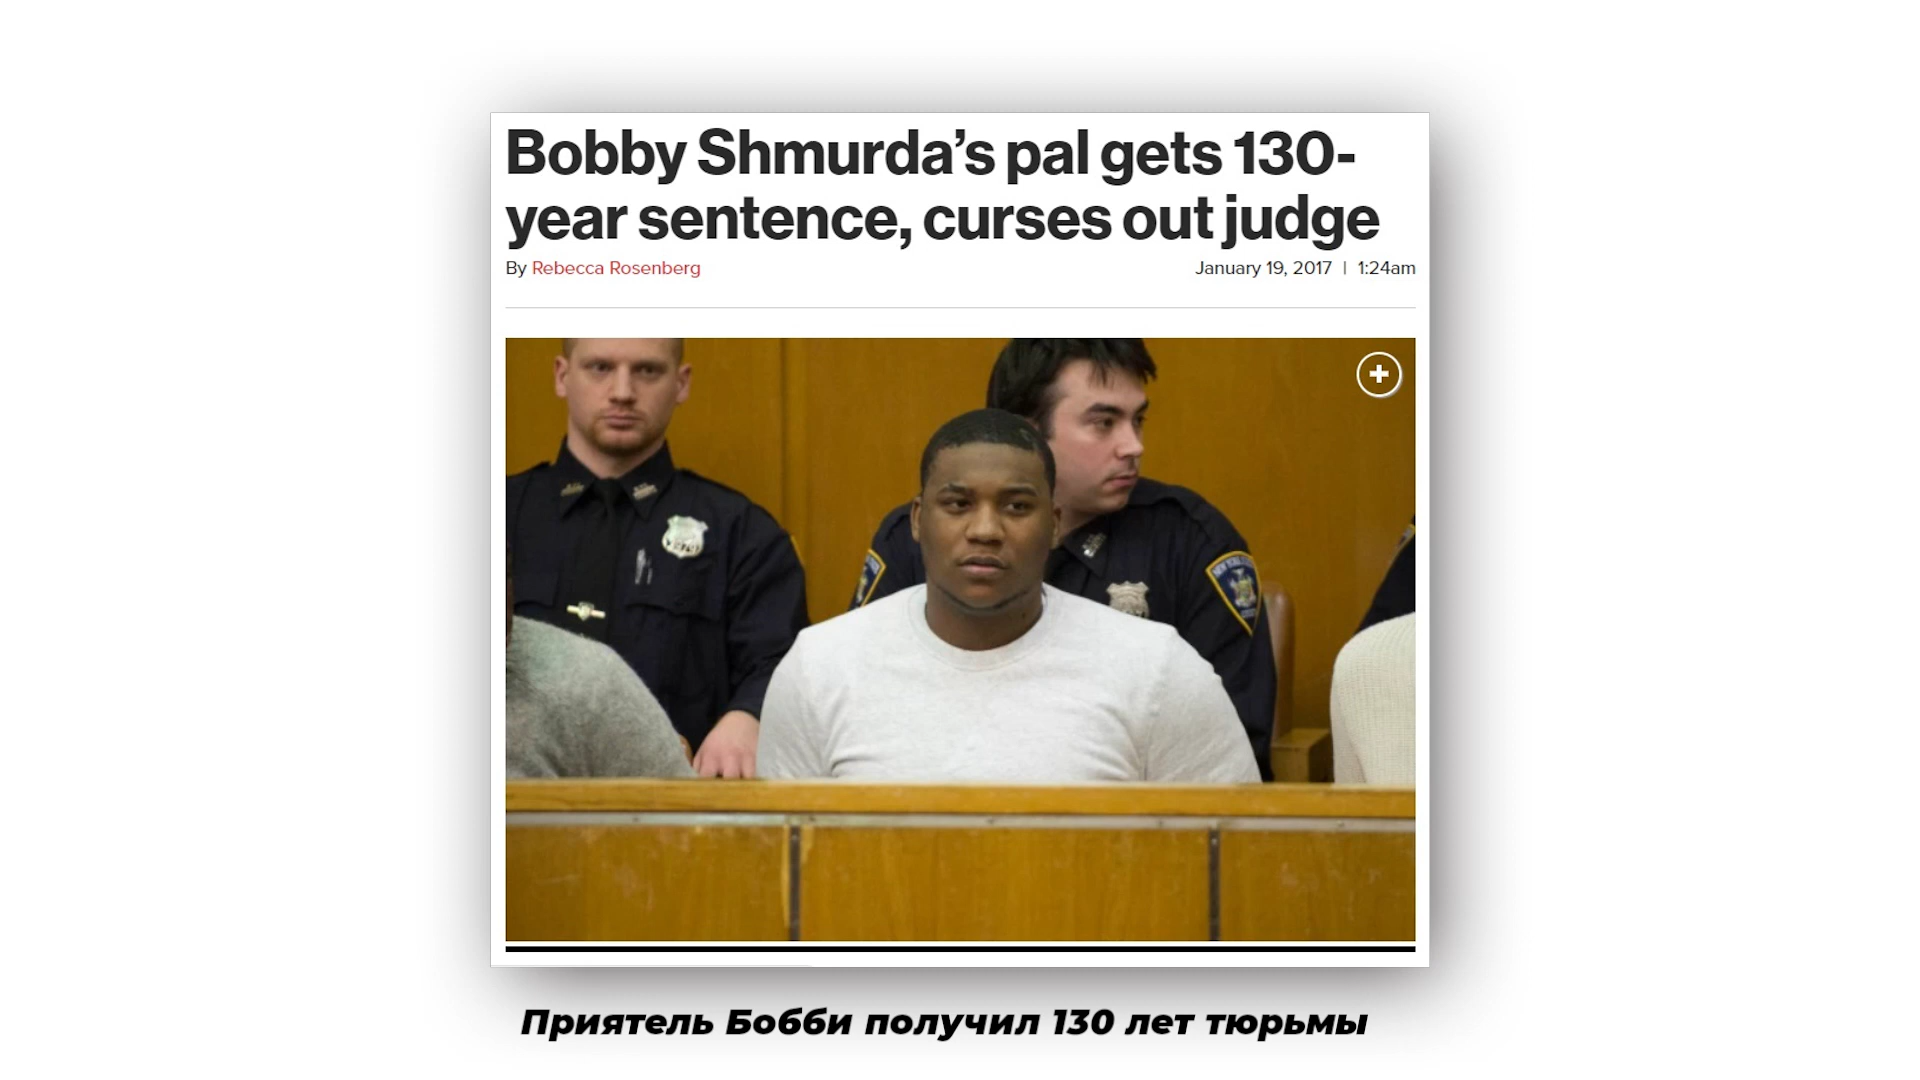 Bobby Shmurda’s pal gets 130-
year sentence, curses out judge
By Rebecca Rosenberg January 19, 2017 | 1:24am
Приятель Бобби получил 130 лет тюрьмы